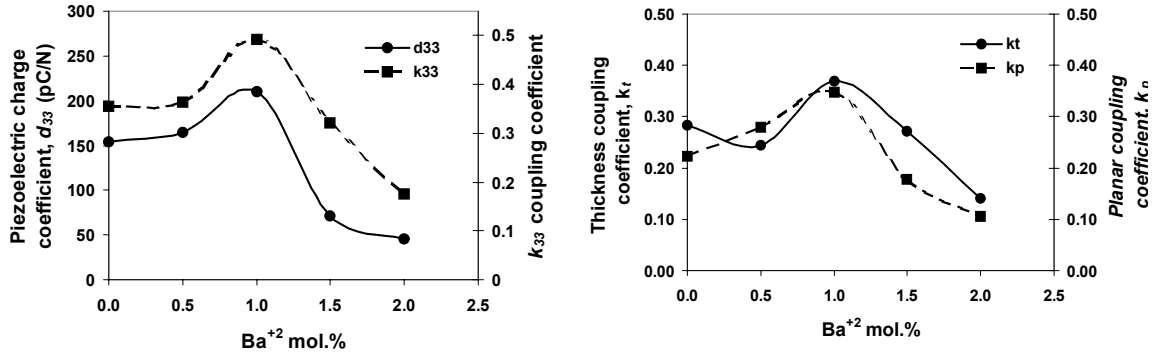 300
250
200
150
100
50
0
Piezoelectric charge
coefficient, d33 (pC/N)
d33
k33
0.5
0.4
0.3
0.2
0.1
0
k33 coupling coefficient
0.0 0.5 1.0 1.5 2.0 2.5
Ba+2 mol.%
0.50
0.40
0.30
0.20
0.10
0.00
Thickness coupling
coefficient, kt
kt
kp
0.50
0.40
0.30
0.20
0.10
0.00
Planar coupling
coefficient, kp
0.0 0.5 1.0 1.5 2.0 2.5
Ba+2 mol.%